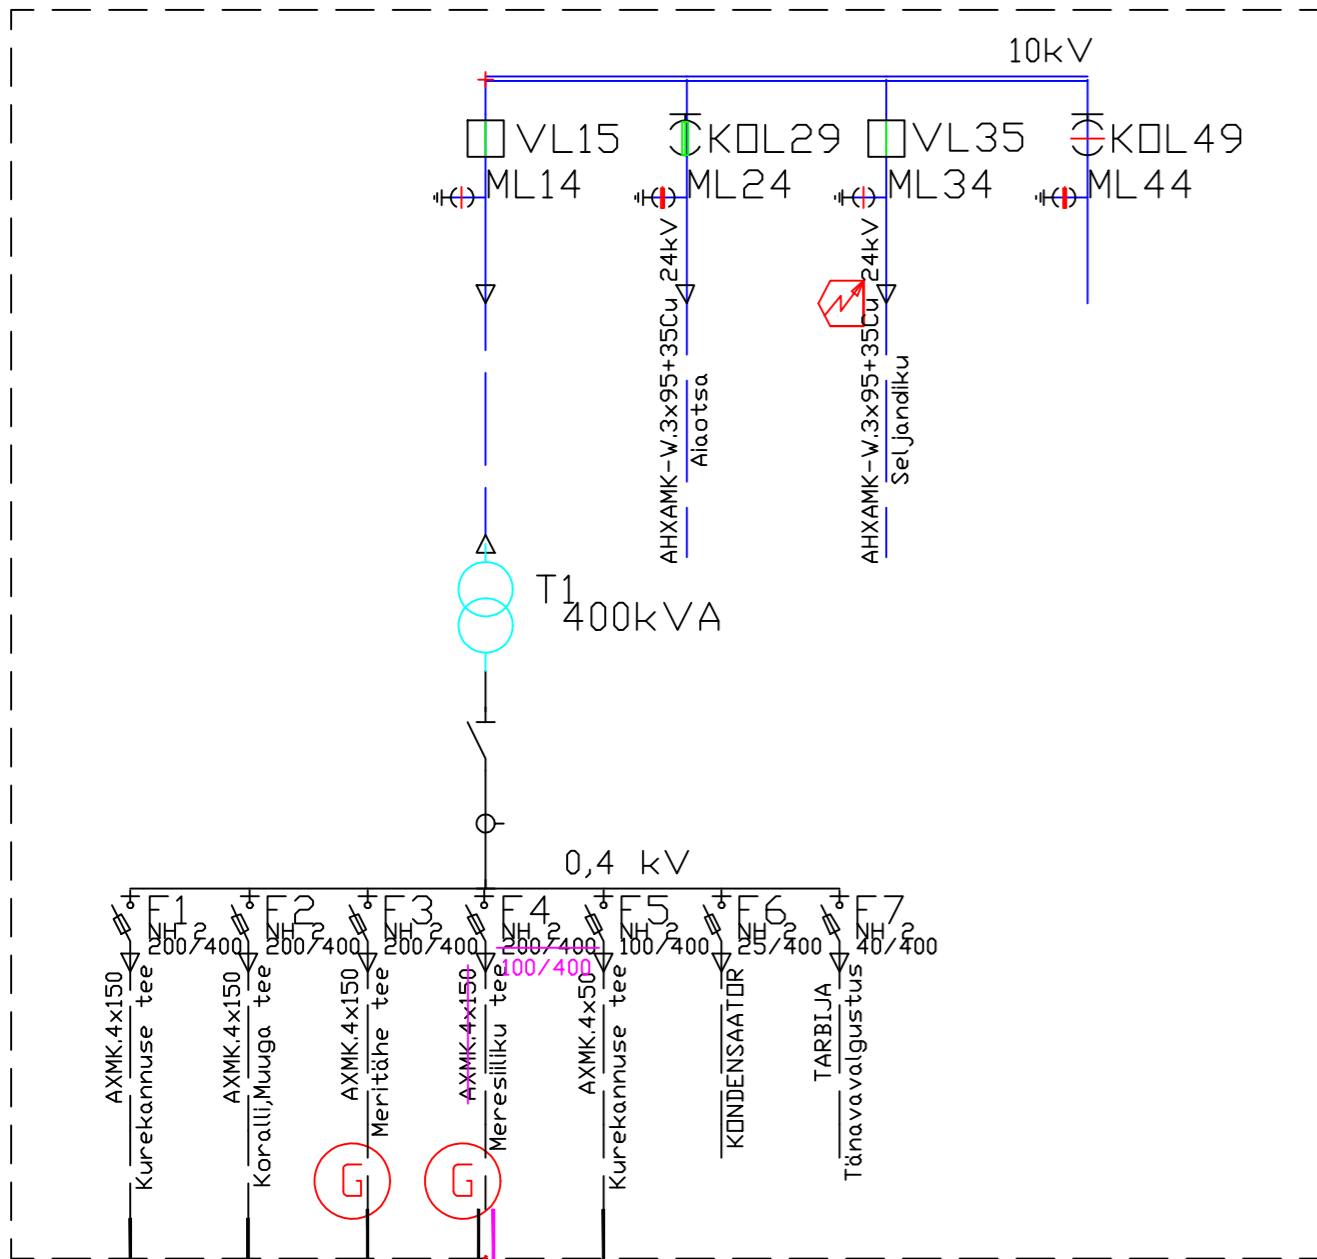 10kV
VL15
KOL29
VL35
KOL49
ML14
ML24
ML34
ML44
AHXAMK-W.3x95+35Cu 24kV
Aiaotsa
AHXAMK-W.3x95+35Cu 24kV
Seljandiku
T1
400kVA
0,4 kV
F1
NH 2
200/400
F2
NH 2
200/400
F3
NH 2
200/400
F4
NH 2
200/400
100/400
F5
NH 2
100/400
F6
NH 2
25/400
F7
NH 2
40/400
AXMK.4x150
Kurekannuse tee
AXMK.4x150
Koralli,Muuga tee
AXMK.4x150
Meritähe tee
AXMK.4x150
Meresiiliku tee
AXMK.4x50
Kurekannuse tee
KONDENSAATOR
TARBIJA
Tänavavalgustus
G
G